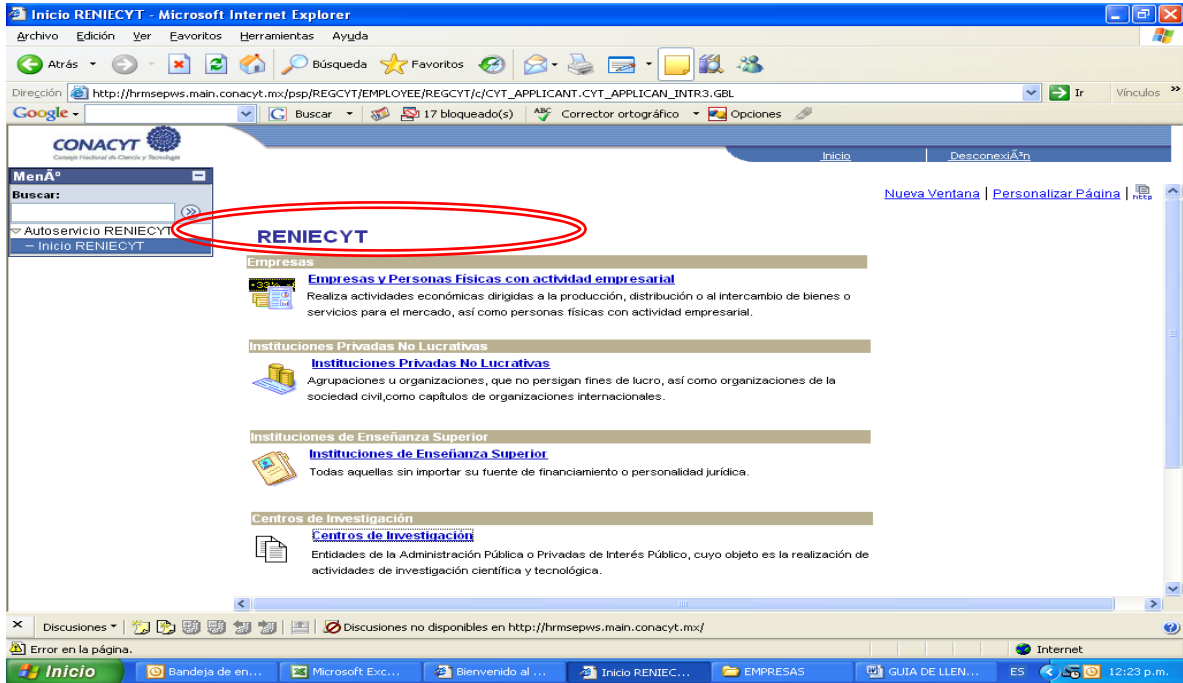 Inicio RENIECYT - Microsoft Internet Explorer
Archivo Edición Ver Favoritos Herramientas Ayuda
Atrás Búsqueda Favoritos
Dirección http://hrmsepws.main.conacyt.mx/psp/REGCYT/EMPLOYEE/REGCYT/c/CYT_APPLICANT.CYT_APPLICAN_INTR3.GBL Ir Vínculos »
Google Buscar 17 bloqueado(s) ABC Corrector ortográfico Opciones
CONACYT
Consejo Nacional de Ciencia y Tecnología
Inicio DesconexiÃ³n
MenÃº
Buscar:
Nueva Ventana | Personalizar Página | http
Autoservicio RENIECYT
– Inicio RENIECYT
RENIECYT
Empresas
Empresas y Personas Físicas con actividad empresarial
Realiza actividades económicas dirigidas a la producción, distribución o al intercambio de bienes o
servicios para el mercado, así como personas físicas con actividad empresarial.
Instituciones Privadas No Lucrativas
Instituciones Privadas No Lucrativas
Agrupaciones u organizaciones, que no persigan fines de lucro, así como organizaciones de la
sociedad civil,como capítulos de organizaciones internacionales.
Instituciones de Enseñanza Superior
Instituciones de Enseñanza Superior
Todas aquellas sin importar su fuente de financiamiento o personalidad jurídica.
Centros de Investigación
Centros de Investigación
Entidades de la Administración Pública o Privadas de Interés Público, cuyo objeto es la realización de
actividades de investigación científica y tecnológica.
Discusiones Discusiones no disponibles en http://hrmsepws.main.conacyt.mx/
Error en la página. Internet
Inicio Bandeja de en... Microsoft Exc... Bienvenido al ... Inicio RENIEC... EMPRESAS GUIA DE LLEN... ES 12:23 p.m.